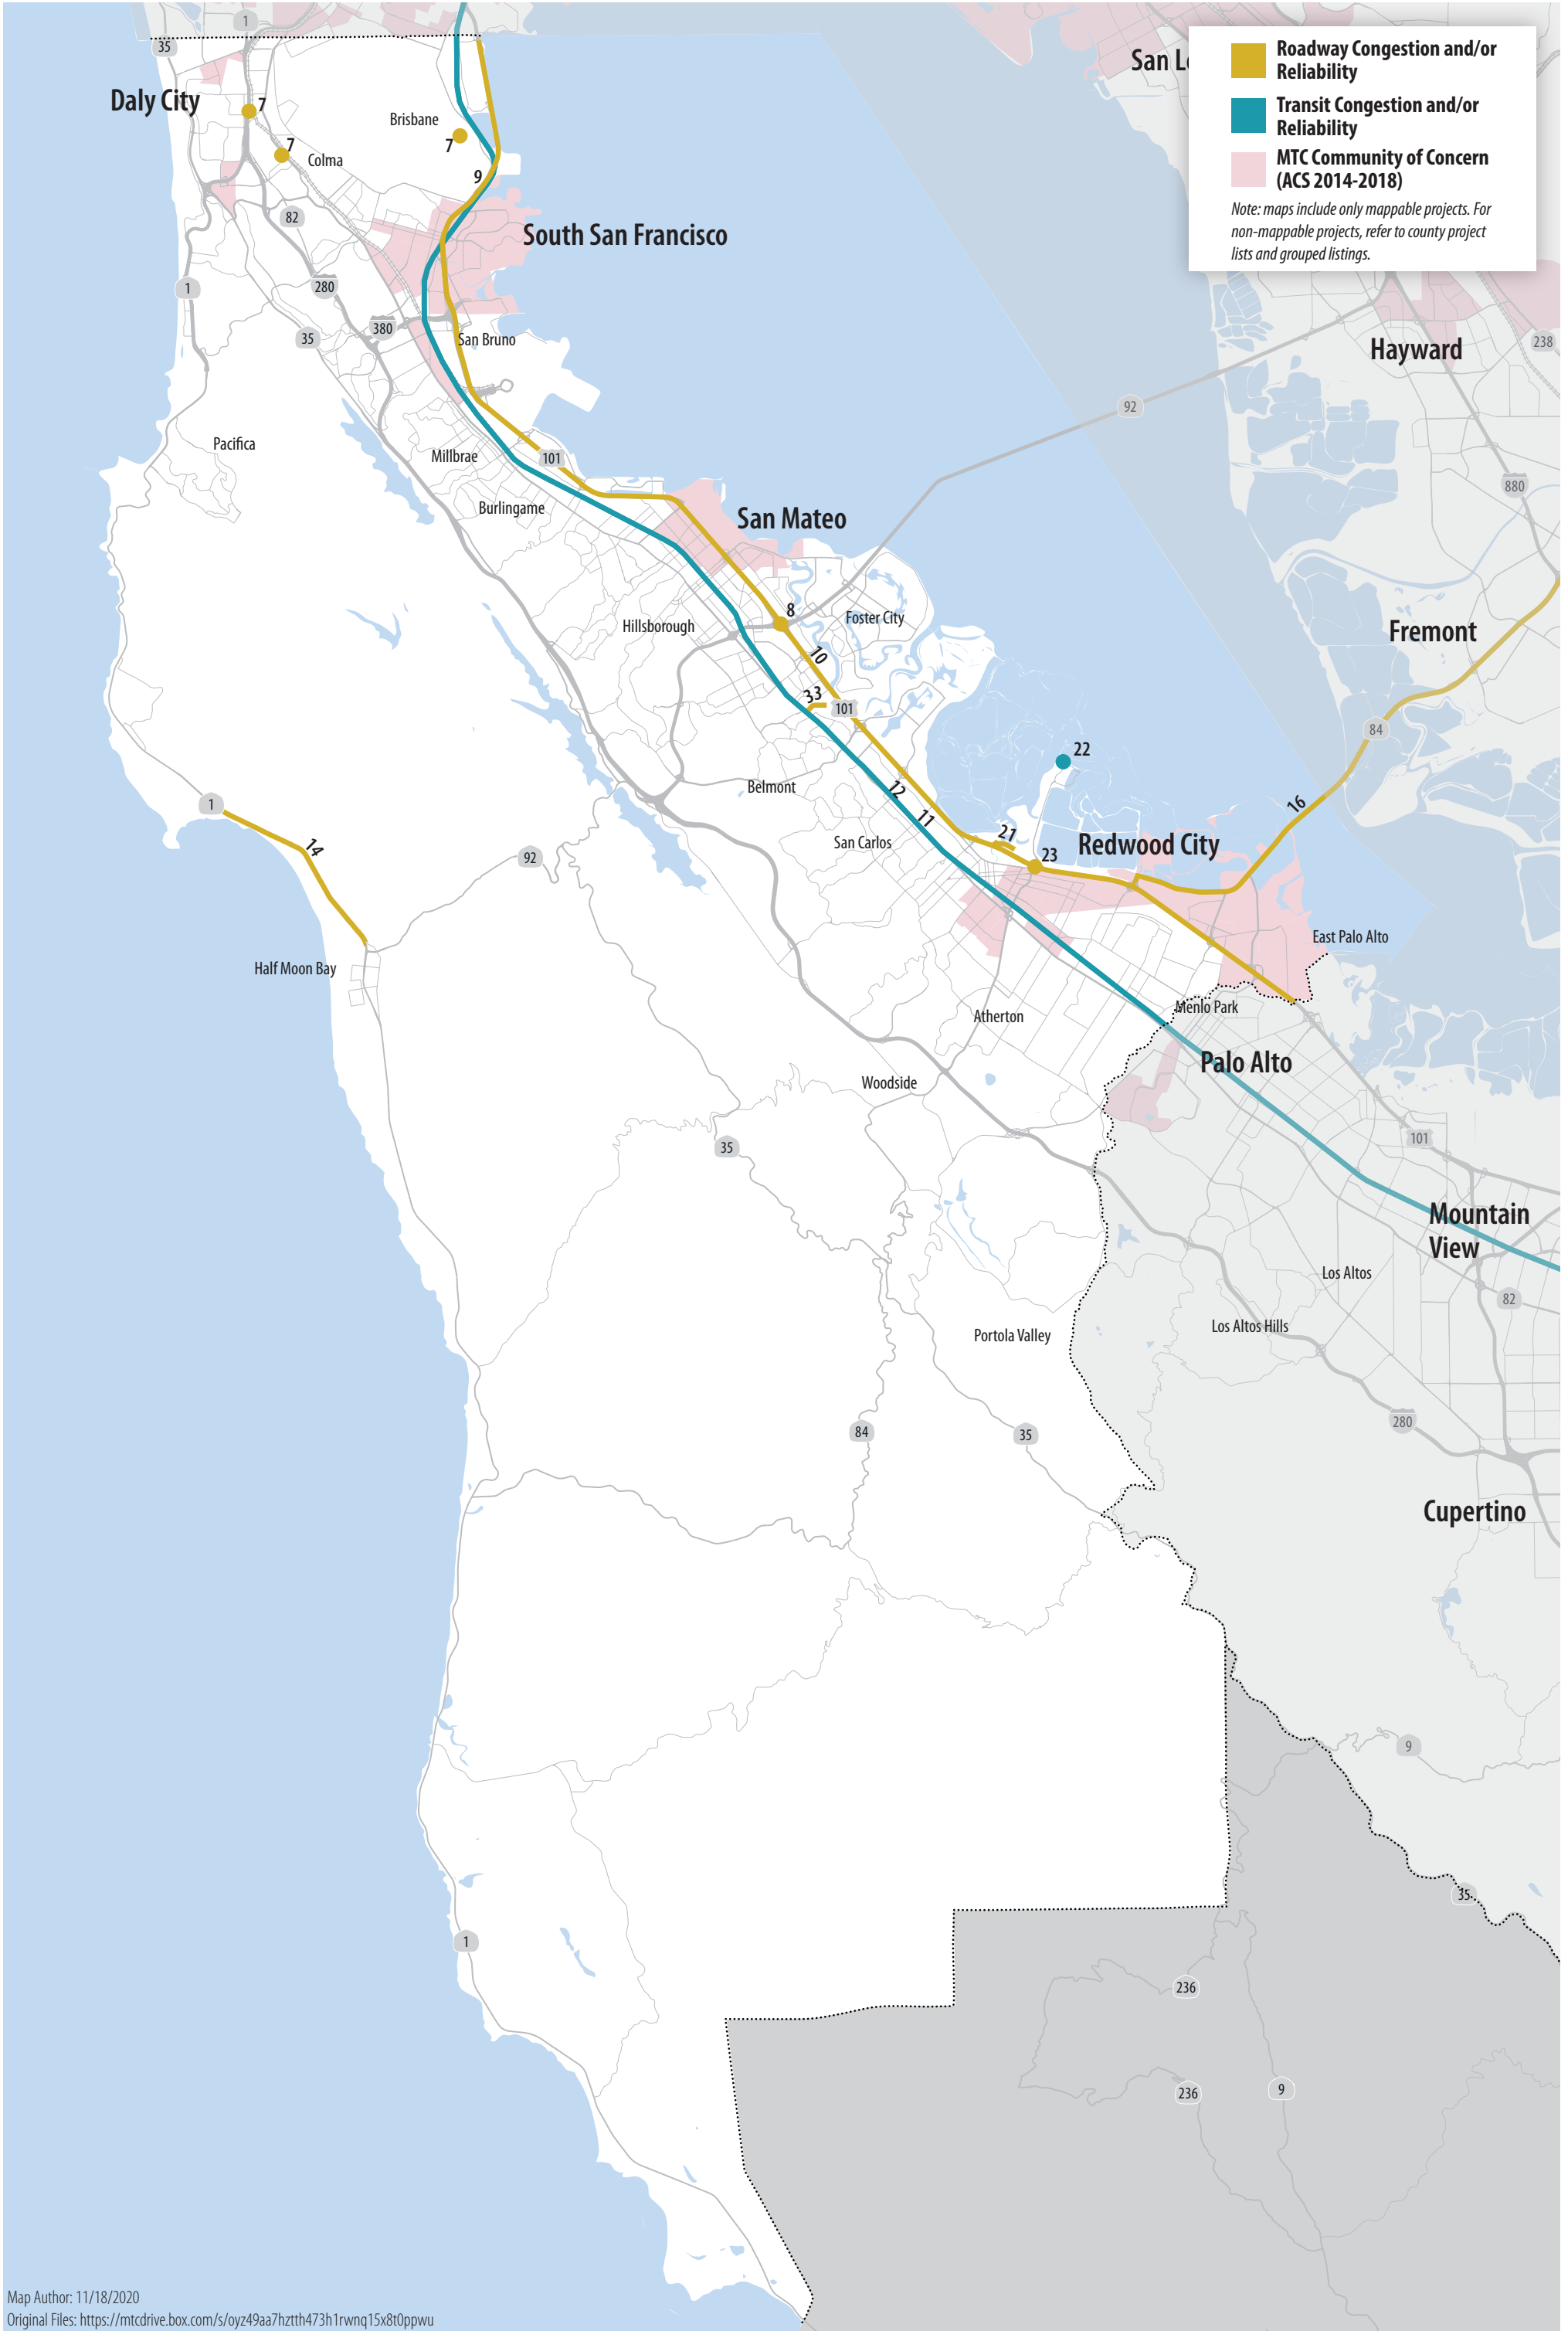 1
35
Daly City
7
Brisbane
7
7
Colma
9
82
South San Francisco
1
280
380
35
San Bruno
San L
Roadway Congestion and/or
Reliability
Transit Congestion and/or
Reliability
MTC Community of Concern
(ACS 2014-2018)
Note: maps include only mappable projects. For
non-mappable projects, refer to county project
lists and grouped listings.
Hayward
238
92
880
Pacifica
Millbrae
101
Burlingame
San Mateo
8
Foster City
Hillsborough
10
Fremont
33
101
84
22
Belmont
12
11
16
1
14
San Carlos
21
Redwood City
23
92
East Palo Alto
Half Moon Bay
Menlo Park
Atherton
Palo Alto
Woodside
101
35
Mountain
View
Los Altos
82
Los Altos Hills
Portola Valley
280
84
35
Cupertino
9
35
1
236
236
9
Map Author: 11/18/2020
Original Files: https://mtcdrive.box.com/s/oyz49aa7hztth473h1rwnq15x8t0ppwu